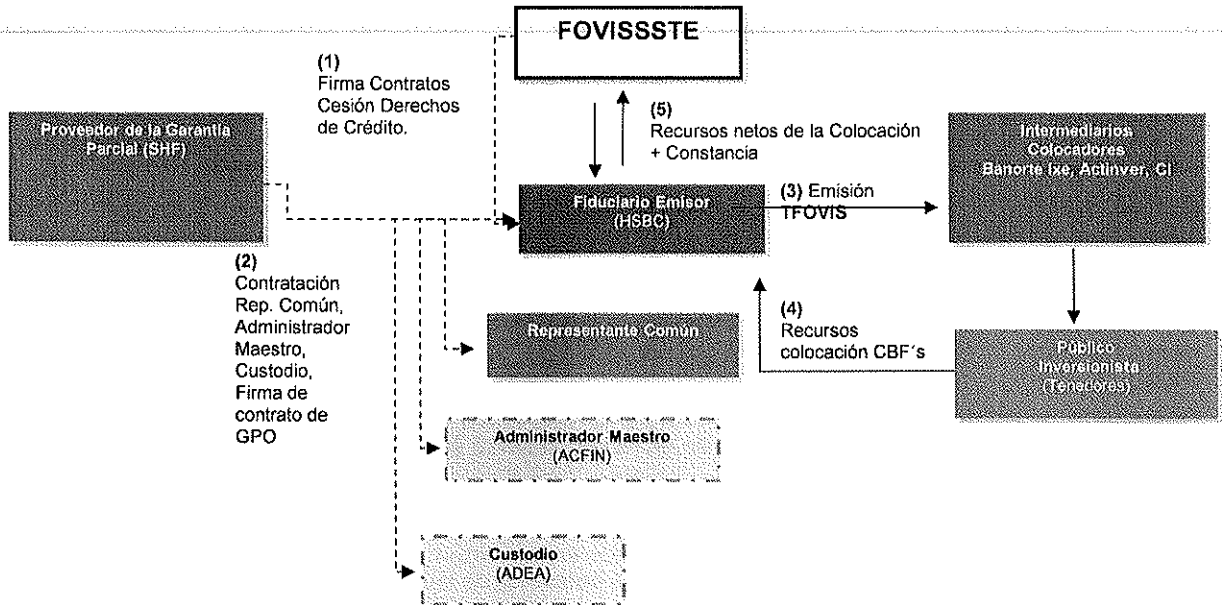 FOVISSSTE
(1)
Firma Contratos
Cesión Derechos
de Crédito.
(5)
Recursos netos de la Colocación
+ Constancia
Proveedor de la Garantía
Parcial (SHF)
Intermediarios
Colocadores
Banorte Ixe, Actinver, CI
Fiduciario Emisor
(HSBC)
(3) Emisión
TFOVIS
(2)
Contratación
Rep. Común,
Administrador
Maestro,
Custodio,
Firma de
contrato de
GPO
(4)
Recursos
colocación CBF´s
Representante Común
Público
Inversionista
(Tenedores)
Administrador Maestro
(ACFIN)
Custodio
(ADEA)